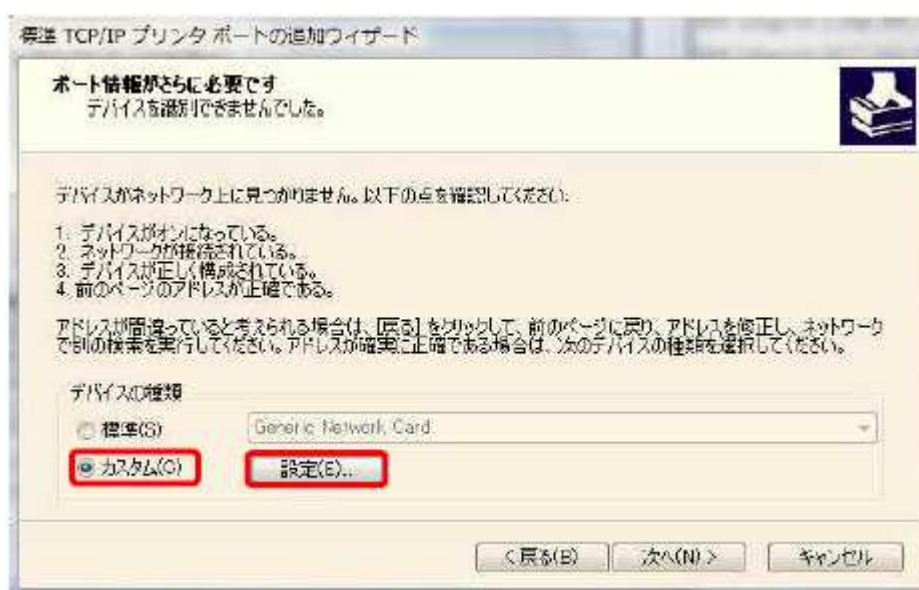 標準 TCP/IP プリンタ ポートの追加ウィザード
ポート情報がさらに必要です
デバイスを識別できませんでした。
デバイスがネットワーク上に見つかりません。以下の点を確認してください:
1. デバイスがオンになっている。
2. ネットワークが接続されている。
3. デバイスが正しく構成されている。
4. 前のページのアドレスが正確である。
アドレスが間違っていると考えられる場合は、[戻る] をクリックして、前のページに戻り、アドレスを修正し、ネットワーク
で別の検索を実行してください。アドレスが確実に正確である場合は、次のデバイスの種類を選択してください。
デバイスの種類
標準(S) Generic Network Card
カスタム(C) 設定(E)...
< 戻る(B) 次へ(N) > キャンセル